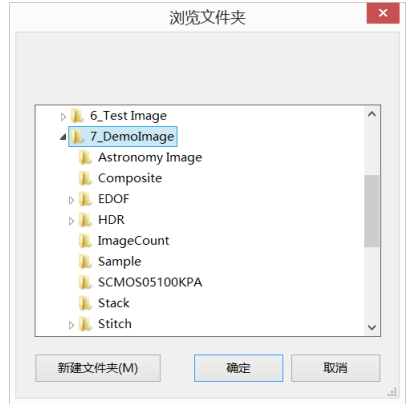 浏览文件夹
6_Test Image
7_DemoImage
Astronomy Image
Composite
EDOF
HDR
ImageCount
Sample
SCMOS05100KPA
Stack
Stitch
新建文件夹(M) 确定 取消